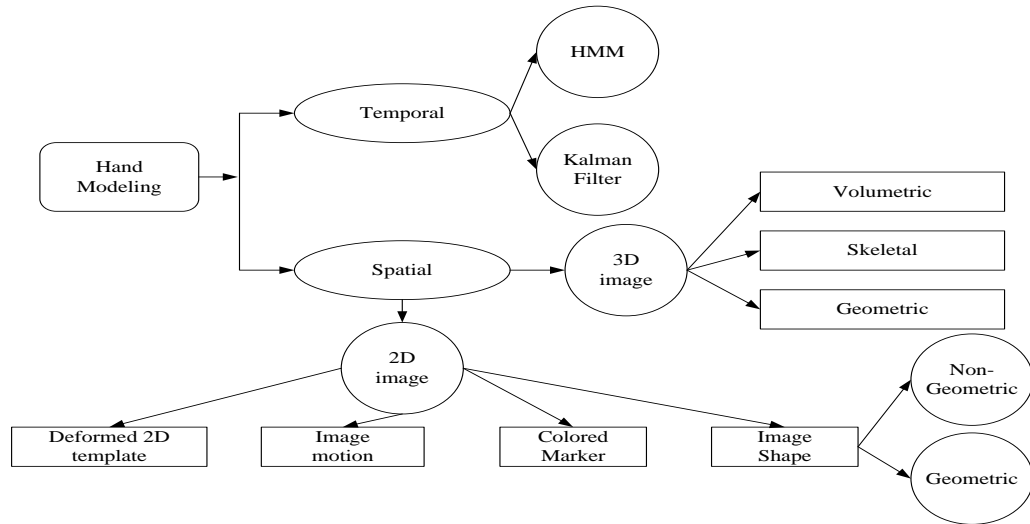 HMM
Temporal
Hand
Modeling
Kalman
Filter
Volumetric
Spatial
3D
image
Skeletal
Geometric
2D
image
Non-
Geometric
Deformed 2D
template
Image
motion
Colored
Marker
Image
Shape
Geometric